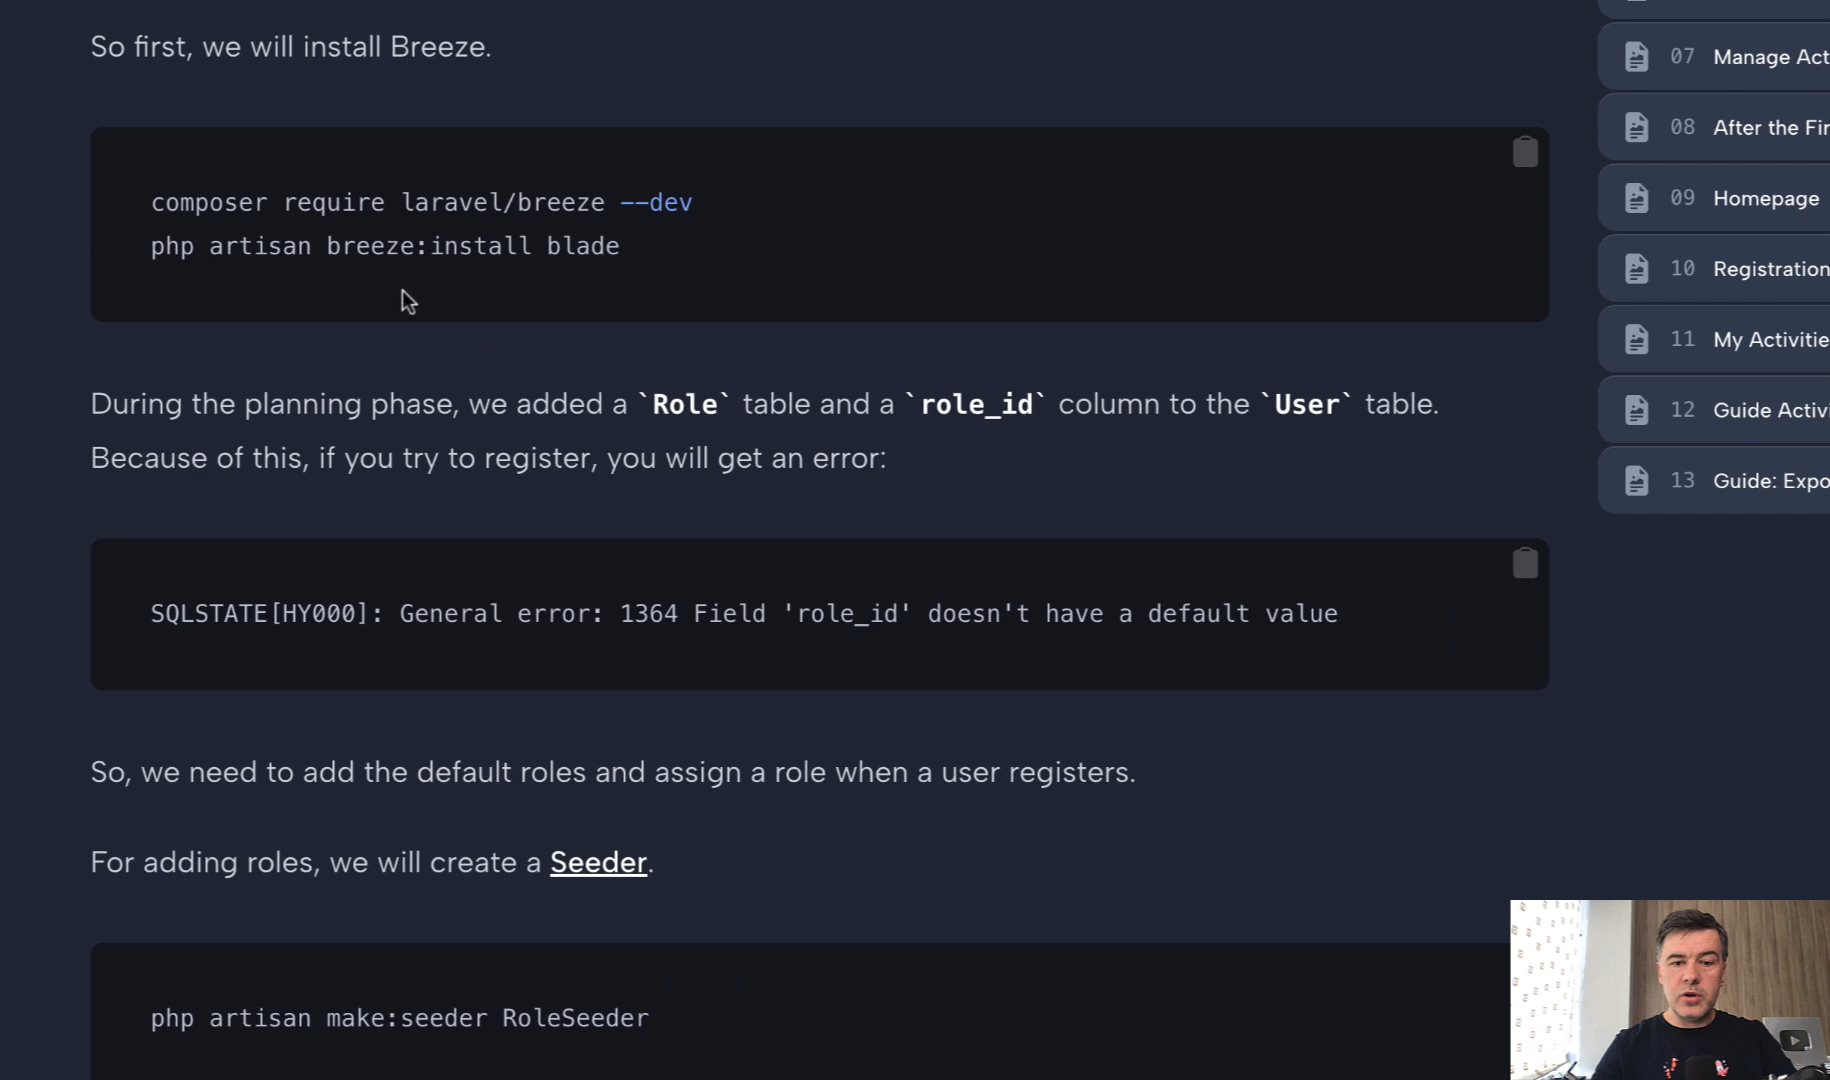 So first, we will install Breeze.
composer require laravel/breeze --dev
php artisan breeze:install blade
During the planning phase, we added a `Role` table and a `role_id` column to the `User` table.
Because of this, if you try to register, you will get an error:
SQLSTATE[HY000]: General error: 1364 Field 'role_id' doesn't have a default value
So, we need to add the default roles and assign a role when a user registers.
For adding roles, we will create a Seeder.
php artisan make:seeder RoleSeeder
07 Manage Act
08 After the Fir
09 Homepage
10 Registration
11 My Activitie
12 Guide Activi
13 Guide: Expo